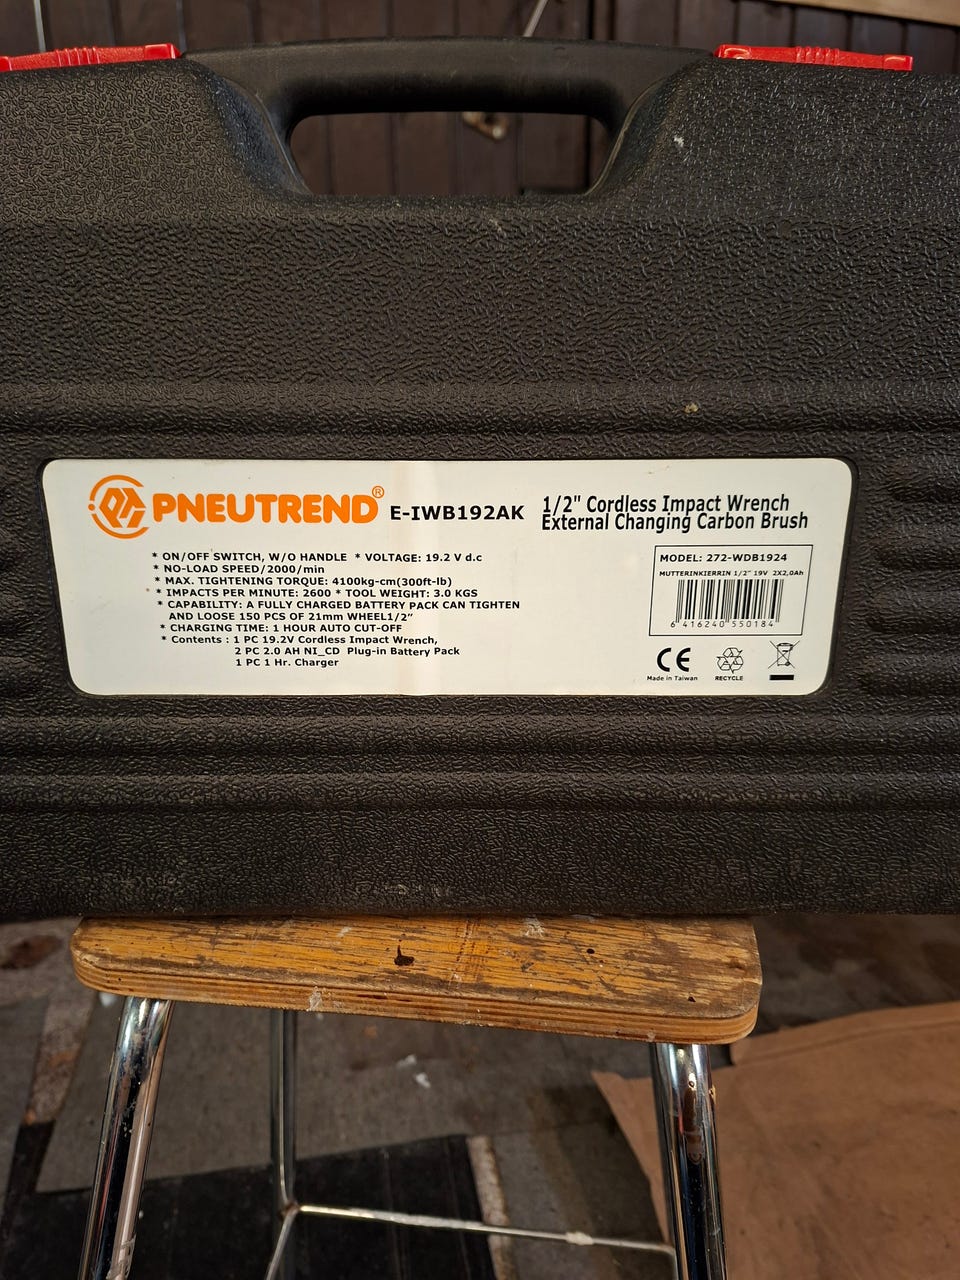 PNEUTREND® E-IWB192AK
1/2" Cordless Impact Wrench
External Changing Carbon Brush
* ON/OFF SWITCH, W/O HANDLE * VOLTAGE: 19.2 V d.c
* NO-LOAD SPEED/2000/min
* MAX. TIGHTENING TORQUE: 4100kg-cm(300ft-lb)
* IMPACTS PER MINUTE: 2600 * TOOL WEIGHT: 3.0 KGS
* CAPABILITY: A FULLY CHARGED BATTERY PACK CAN TIGHTEN
AND LOOSE 150 PCS OF 21mm WHEEL1/2"
* CHARGING TIME: 1 HOUR AUTO CUT-OFF
* Contents : 1 PC 19.2V Cordless Impact Wrench,
2 PC 2.0 AH NI_CD Plug-in Battery Pack
1 PC 1 Hr. Charger
MODEL: 272-WDB1924
MUTTERINKIERRIN 1/2" 19V 2X2,0Ah
6 416240 550184
CE
Made in Taiwan
RECYCLE